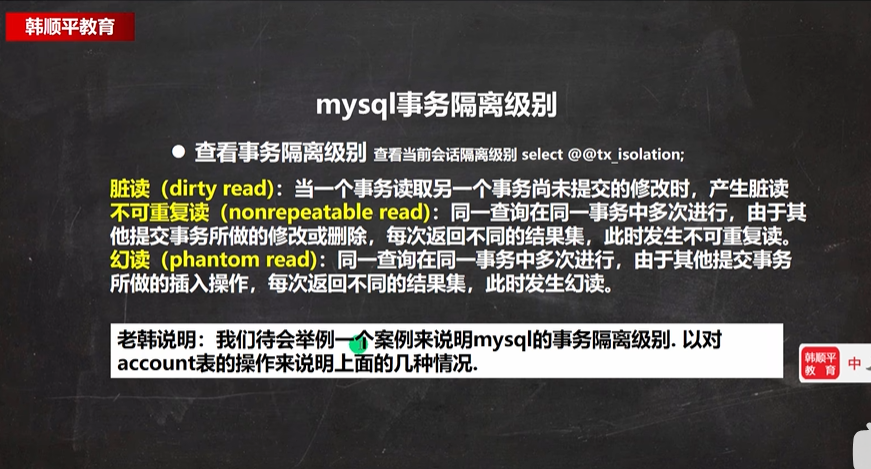 韩顺平教育
mysql事务隔离级别
● 查看事务隔离级别 查看当前会话隔离级别 select @@tx_isolation;
脏读（dirty read)：当一个事务读取另一个事务尚未提交的修改时，产生脏读
不可重复读（nonrepeatable read)：同一查询在同一事务中多次进行，由于其
他提交事务所做的修改或删除，每次返回不同的结果集，此时发生不可重复读。
幻读（phantom read)：同一查询在同一事务中多次进行，由于其他提交事务
所做的插入操作，每次返回不同的结果集，此时发生幻读。
老韩说明：我们待会举例一个案例来说明mysql的事务隔离级别. 以对
account表的操作来说明上面的几种情况.
韩顺平
教 育
中